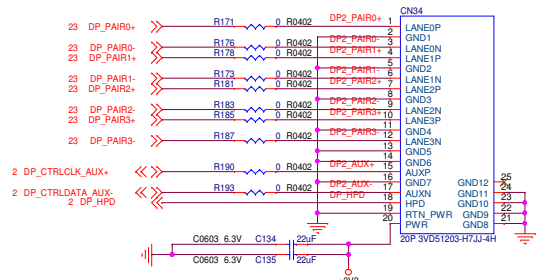 CN34
23 DP_PAIR0+ R171 0 R0402 DP2_PAIR0+ 1 LANE0P
2 GND1
23 DP_PAIR0- R176 0 R0402 DP2_PAIR0- 3 LANE0N
23 DP_PAIR1+ R178 0 R0402 DP2_PAIR1+ 4 LANE1P
5 GND2
23 DP_PAIR1- R173 0 R0402 DP2_PAIR1- 6 LANE1N
23 DP_PAIR2+ R181 0 R0402 DP2_PAIR2+ 7 LANE2P
8 GND3
23 DP_PAIR2- R183 0 R0402 DP2_PAIR2- 9 LANE2N
23 DP_PAIR3+ R185 0 R0402 DP2_PAIR3+ 10 LANE3P
11 GND4
23 DP_PAIR3- R187 0 R0402 DP2_PAIR3- 12 LANE3N
13 GND5
14 GND6
2 DP_CTRLCLK_AUX+ R190 0 R0402 DP2_AUX+ 15 AUXP
16 GND7 GND12 25
2 DP_CTRLDATA_AUX- R193 0 R0402 DP2_AUX- 17 AUXN GND11 24
2 DP_HPD DP_HPD 18 HPD GND10 23
19 RTN_PWR GND9 22
20 PWR GND8 21
20P 3VD51203-H7JJ-4H
C0603 6.3V C134 22uF
C0603 6.3V C135 22uF